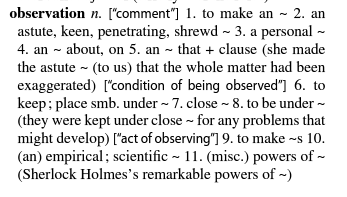 observation n. ["comment"] 1. to make an ~ 2. an
astute, keen, penetrating, shrewd ~ 3. a personal ~
4. an ~ about, on 5. an ~ that + clause (she made
the astute ~ (to us) that the whole matter had been
exaggerated) ["condition of being observed"] 6. to
keep; place smb. under ~ 7. close ~ 8. to be under ~
(they were kept under close ~ for any problems that
might develop) ["act of observing"] 9. to make ~s 10.
(an) empirical; scientific ~ 11. (misc.) powers of ~
(Sherlock Holmes's remarkable powers of ~)